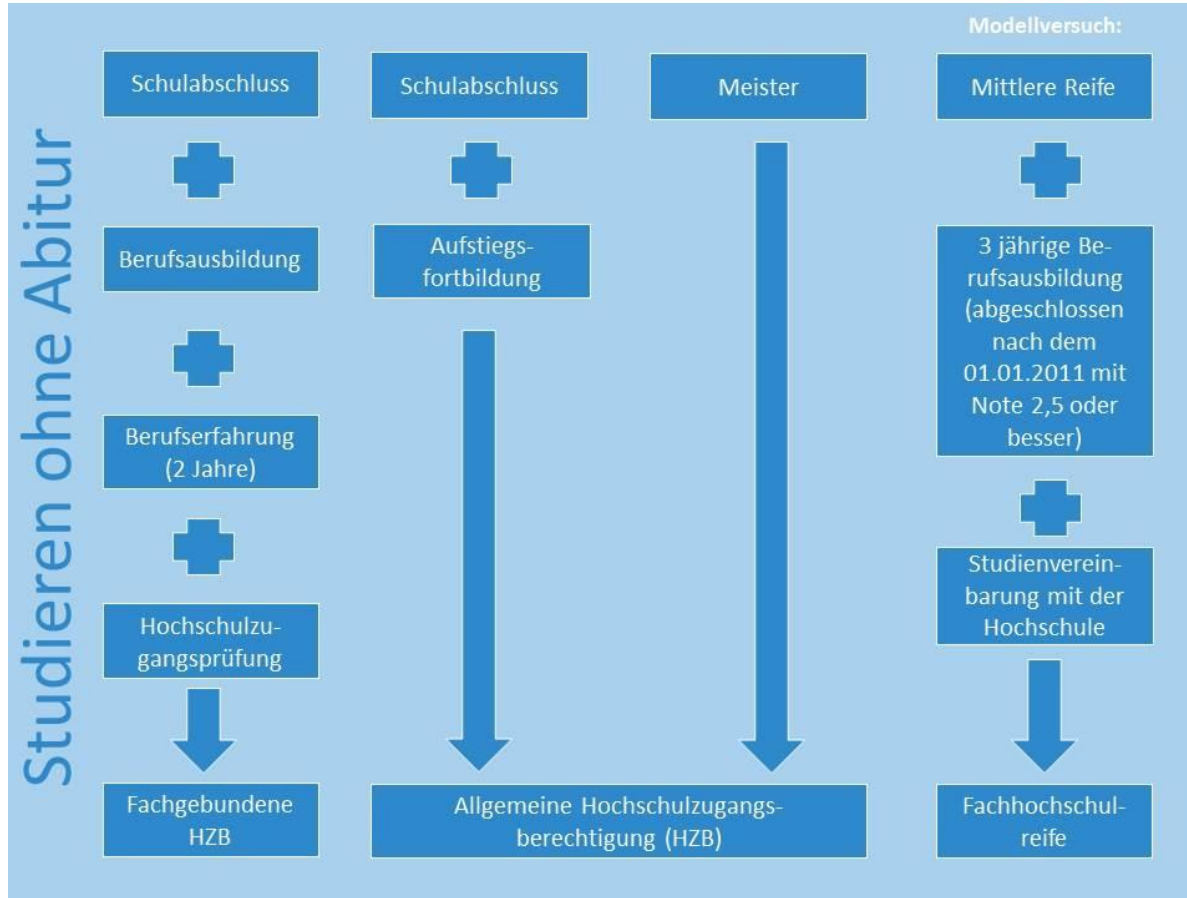 Studieren ohne Abitur
Schulabschluss
Berufsausbildung
Berufserfahrung
(2 Jahre)
Hochschulzu-
gangsprüfung
Fachgebundene
HZB
Schulabschluss
Aufstiegs-
fortbildung
Meister
Allgemeine Hochschulzugangs-
berechtigung (HZB)
Modellversuch:
Mittlere Reife
3 jährige Be-
rufsausbildung
(abgeschlossen
nach dem
01.01.2011 mit
Note 2,5 oder
besser)
Studienverein-
barung mit der
Hochschule
Fachhochschul-
reife